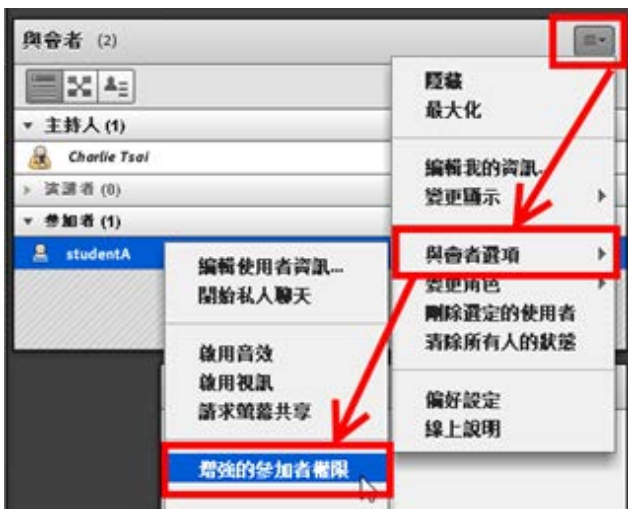 與會者 (2)
隱藏
最大化
主持人 (1)
Charlie Tsai
編輯我的資訊...
變更顯示
演講者 (0)
參加者 (1)
studentA
與會者選項
變更角色
刪除選定的使用者
清除所有人的狀態
偏好設定
線上說明
編輯使用者資訊...
開始私人聊天
啟用音效
啟用視訊
請求螢幕共享
增強的參加者權限